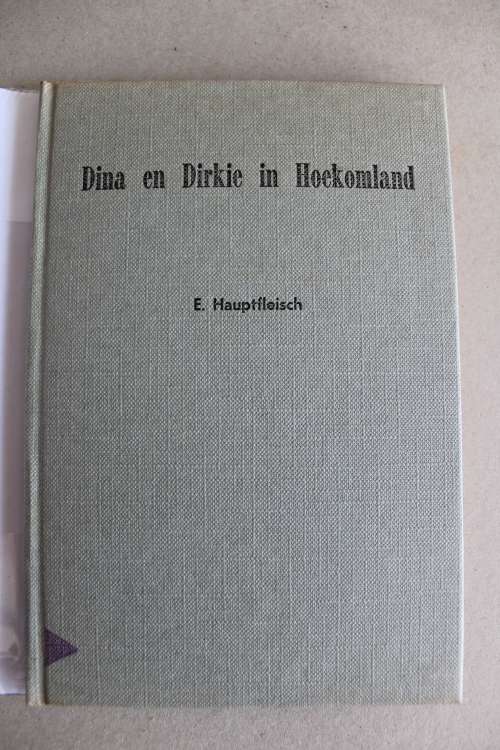 Dina en Dirkie in Hoekomland
E. Hauptfleisch